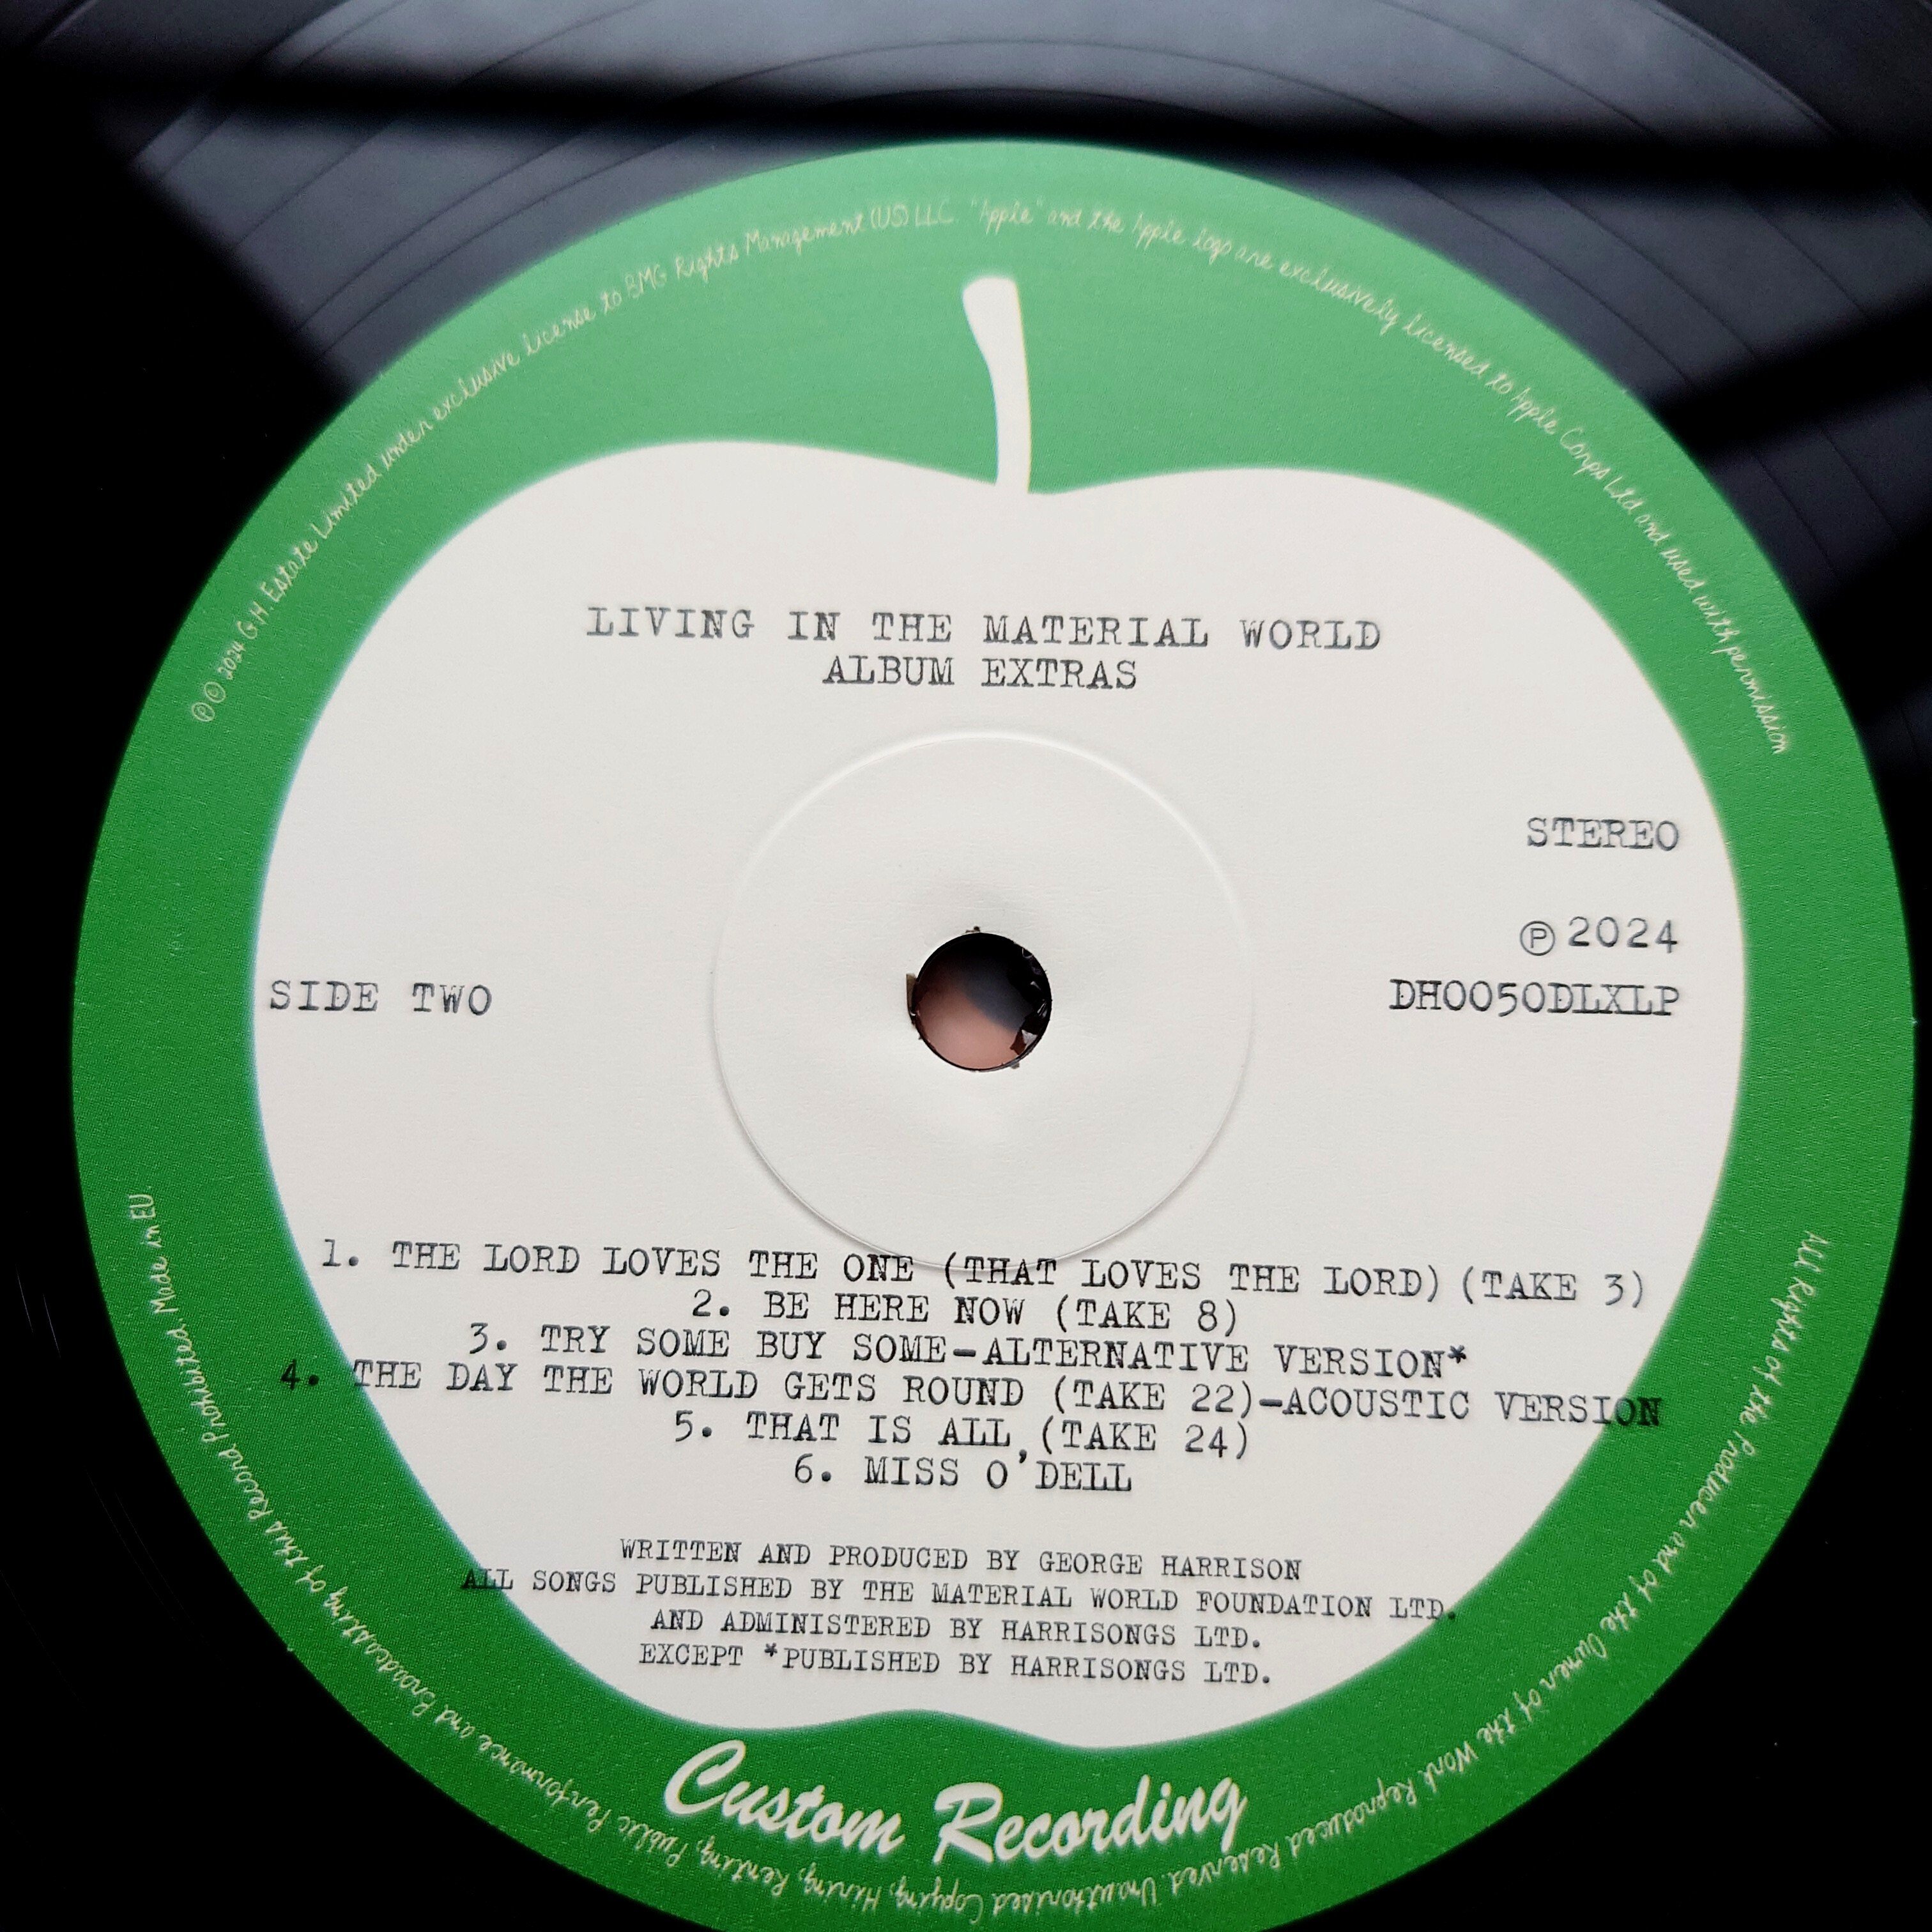 ℗ © 2024 G.H. Estate Limited under exclusive license to BMG Rights Management (US) LLC. "Apple" and the Apple logo are exclusively licensed to Apple Corps Ltd and used with permission
LIVING IN THE MATERIAL WORLD
ALBUM EXTRAS
STEREO
℗ 2024
SIDE TWO
DH0050DLXLP
1. THE LORD LOVES THE ONE (THAT LOVES THE LORD) (TAKE 3)
2. BE HERE NOW (TAKE 8)
3. TRY SOME BUY SOME-ALTERNATIVE VERSION*
4. THE DAY THE WORLD GETS ROUND (TAKE 22)-ACOUSTIC VERSION
5. THAT IS ALL (TAKE 24)
6. MISS O'DELL
WRITTEN AND PRODUCED BY GEORGE HARRISON
ALL SONGS PUBLISHED BY THE MATERIAL WORLD FOUNDATION LTD.
AND ADMINISTERED BY HARRISONGS LTD.
EXCEPT *PUBLISHED BY HARRISONGS LTD.
Custom Recording
All Rights of the Producer and of the Owner of the Work Reproduced Reserved. Unauthorised Copying, Hiring, Renting, Public Performance and Broadcasting of this Record Prohibited. Made in EU.